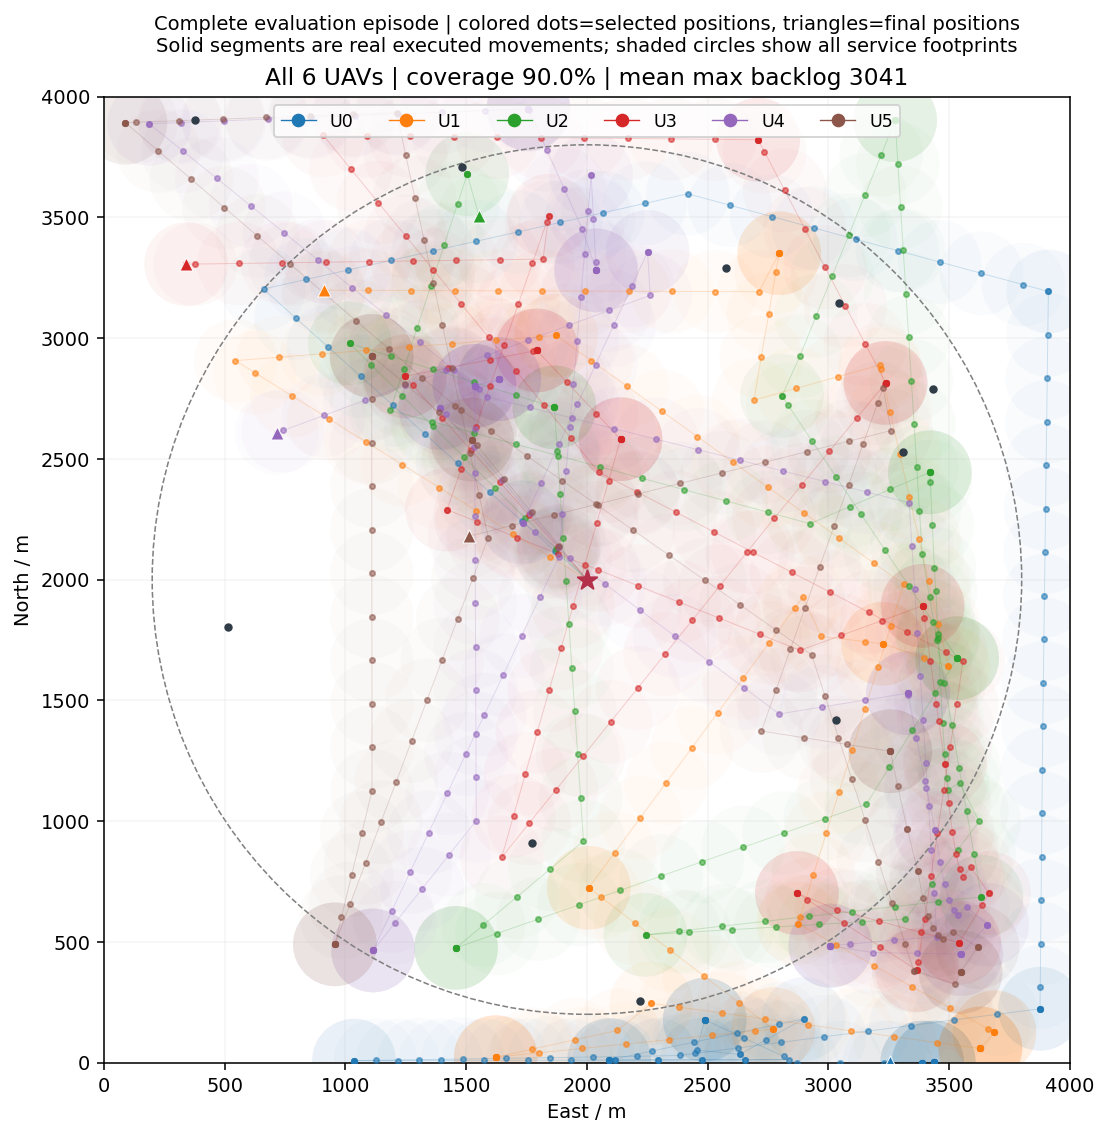 Complete evaluation episode | colored dots=selected positions, triangles=final positions
Solid segments are real executed movements; shaded circles show all service footprints
All 6 UAVs | coverage 90.0% | mean max backlog 3041
U0 U1 U2 U3 U4 U5
4000
3500
3000
2500
2000
1500
1000
500
0
North / m
0 500 1000 1500 2000 2500 3000 3500 4000
East / m